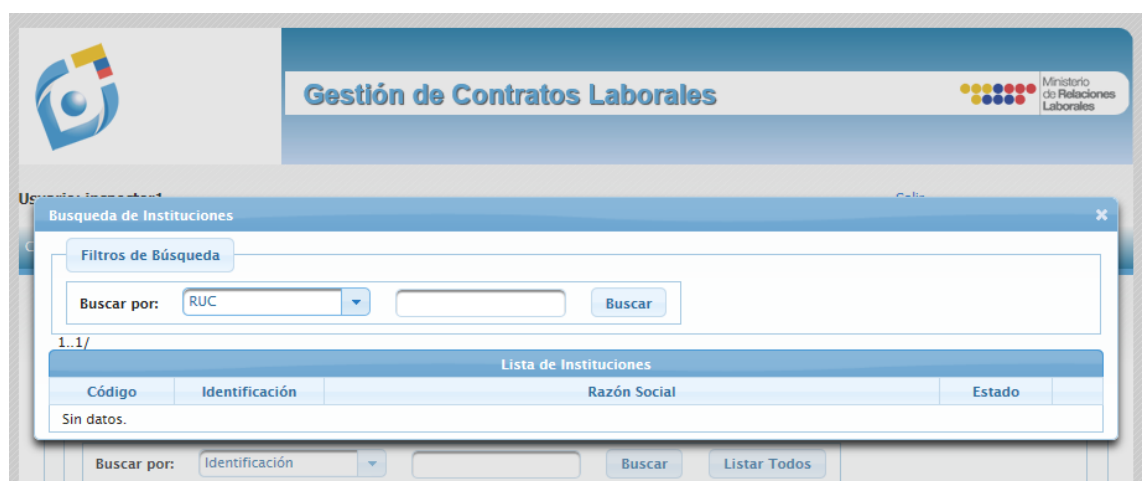 Gestión de Contratos Laborales
Ministerio
de Relaciones
Laborales
Busqueda de Instituciones
Filtros de Búsqueda
Buscar por: RUC Buscar
1..1/
Lista de Instituciones
Código Identificación Razón Social Estado
Sin datos.
Buscar por: Identificación Buscar Listar Todos